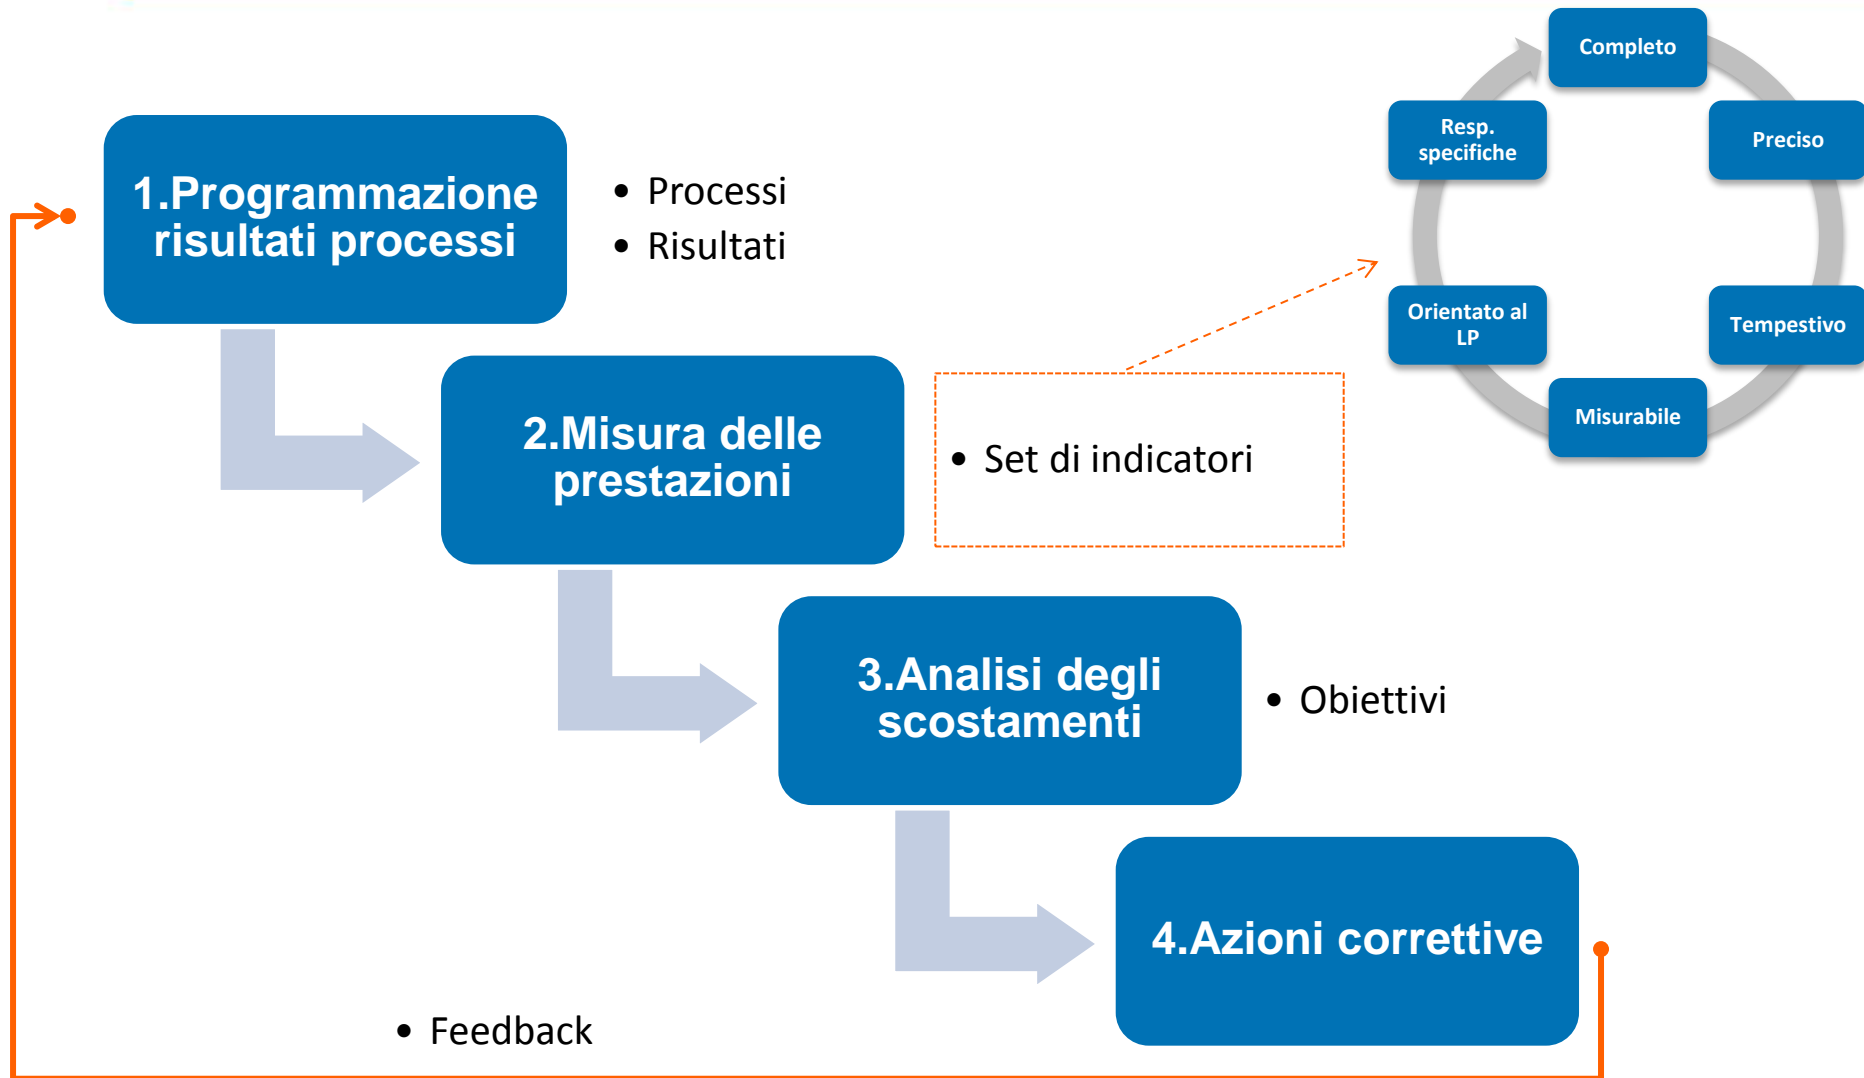 Completo
Preciso
Tempestivo
Misurabile
Orientato al
LP
Resp.
specifiche
1.Programmazione
risultati processi
• Processi
• Risultati
2.Misura delle
prestazioni
• Set di indicatori
3.Analisi degli
scostamenti
• Obiettivi
4.Azioni correttive
• Feedback